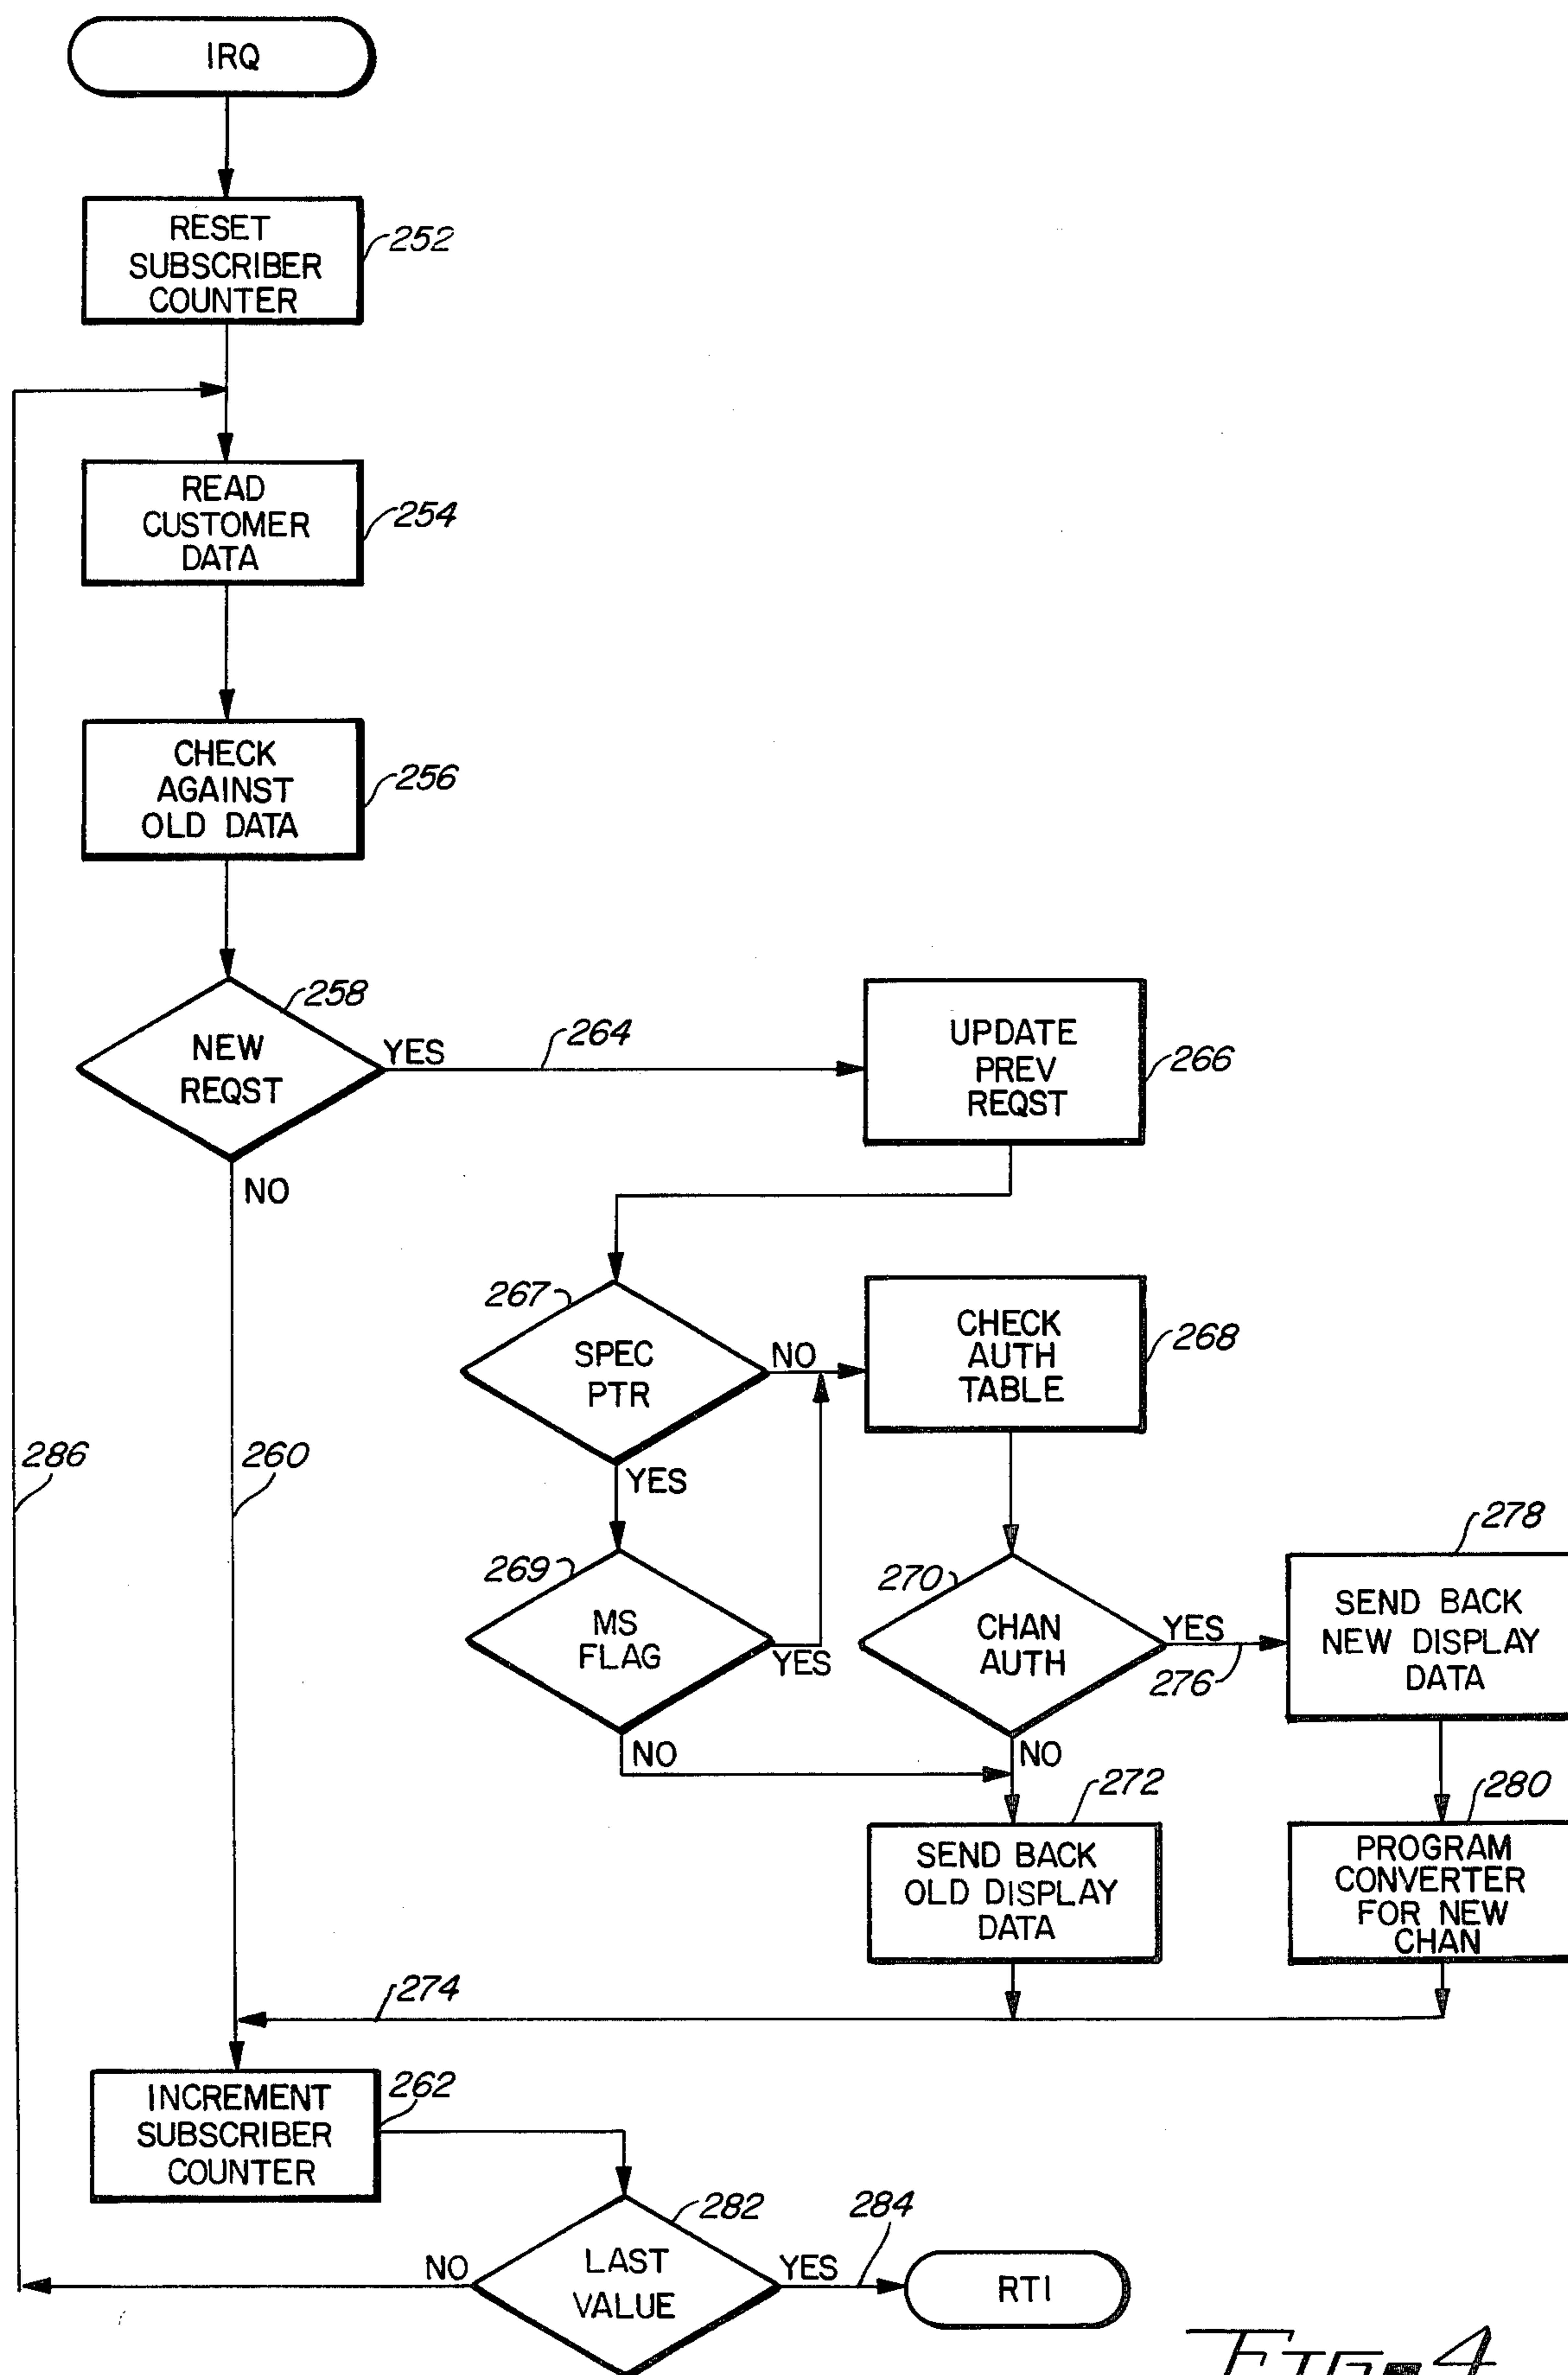 IRQ
RESET
SUBSCRIBER
COUNTER
252
READ
CUSTOMER
DATA
254
CHECK
AGAINST
OLD DATA
256
NEW
REQST
258
YES
264
NO
UPDATE
PREV
REQST
266
267
SPEC
PTR
NO
YES
CHECK
AUTH
TABLE
268
286
260
269
MS
FLAG
YES
NO
270
CHAN
AUTH
YES
276
NO
278
SEND BACK
NEW DISPLAY
DATA
272
SEND BACK
OLD DISPLAY
DATA
280
PROGRAM
CONVERTER
FOR NEW
CHAN
274
INCREMENT
SUBSCRIBER
COUNTER
262
282
LAST
VALUE
NO
YES
284
RTI
FIG-4